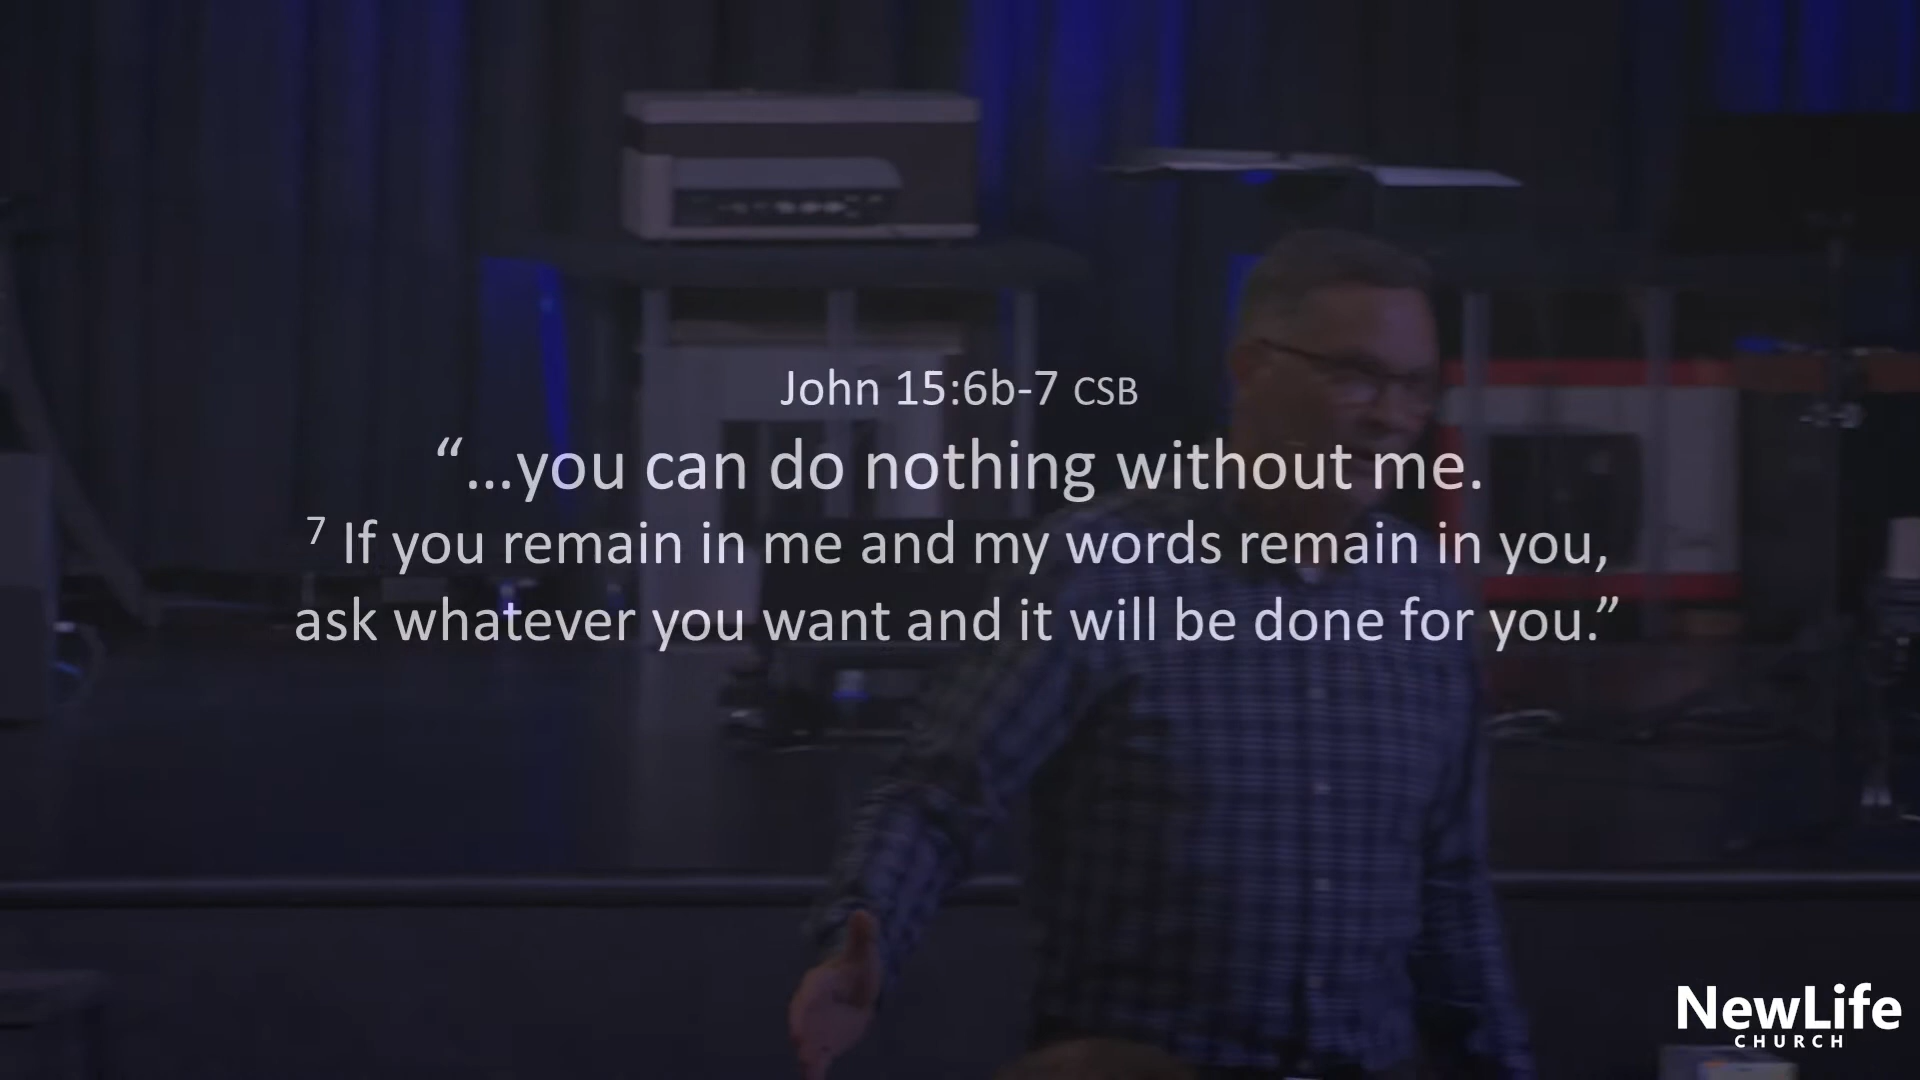 John 15:6b-7 CSB
“...you can do nothing without me.
7 If you remain in me and my words remain in you,
ask whatever you want and it will be done for you.”
NewLife
CHURCH